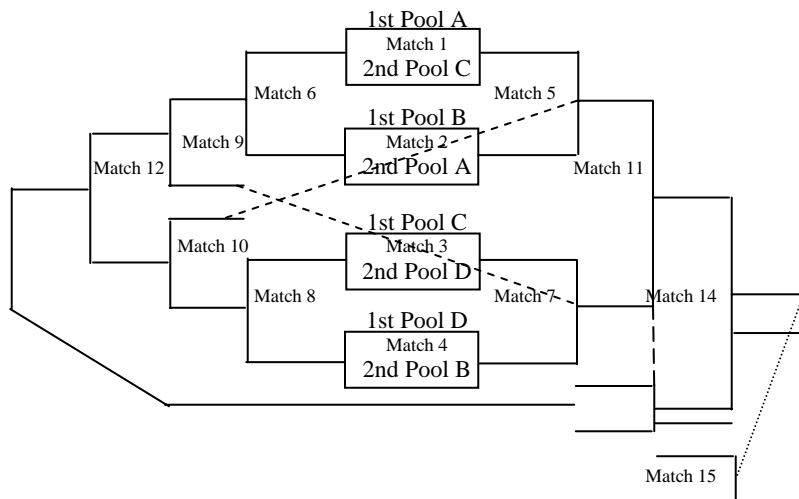 1st Pool A
Match 1
2nd Pool C
Match 6
Match 5
1st Pool B
Match 2
2nd Pool A
Match 9
Match 12
Match 11
1st Pool C
Match 3
2nd Pool D
Match 10
Match 8
Match 7
Match 14
1st Pool D
Match 4
2nd Pool B
Match 15